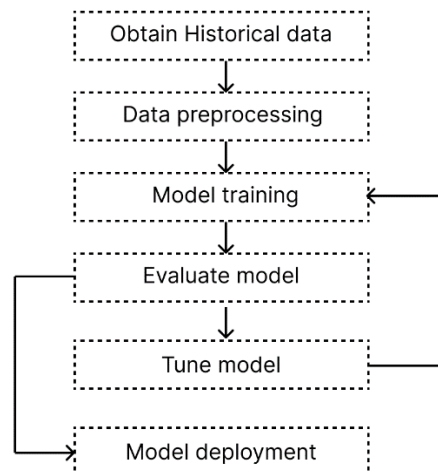 Obtain Historical data
Data preprocessing
Model training
Evaluate model
Tune model
Model deployment